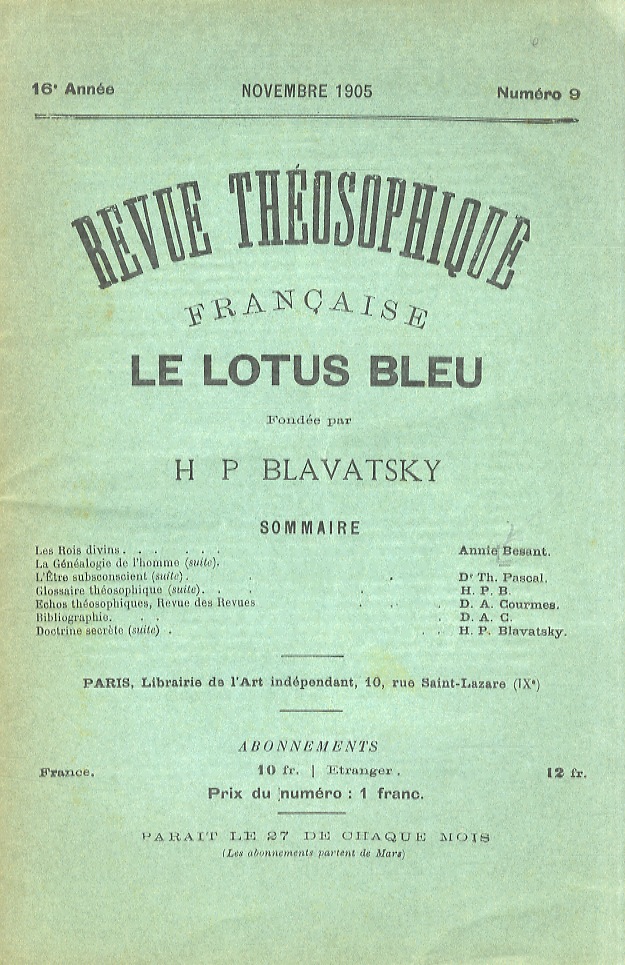 16e Année NOVEMBRE 1905 Numéro 9
REVUE THÉOSOPHIQUE
FRANÇAISE
LE LOTUS BLEU
Fondée par
H P BLAVATSKY
SOMMAIRE
Les Rois divins . . . . . . Annie Besant.
La Généalogie de l'homme (suite).
L'Être subsconscient (suite) . . . Dr Th. Pascal.
Glossaire théosophique (suite). . . H. P. B.
Echos théosophiques, Revue des Revues . . . D. A. Courmes.
Bibliographie. . . . D. A. C.
Doctrine secrète (suite) . . . H. P. Blavatsky.
PARIS, Librairie de l'Art indépendant, 10, rue Saint-Lazare (IXe)
ABONNEMENTS
France. 10 fr. | Etranger. 12 fr.
Prix du numéro : 1 franc.
PARAIT LE 27 DE CHAQUE MOIS
(Les abonnements partent de Mars)